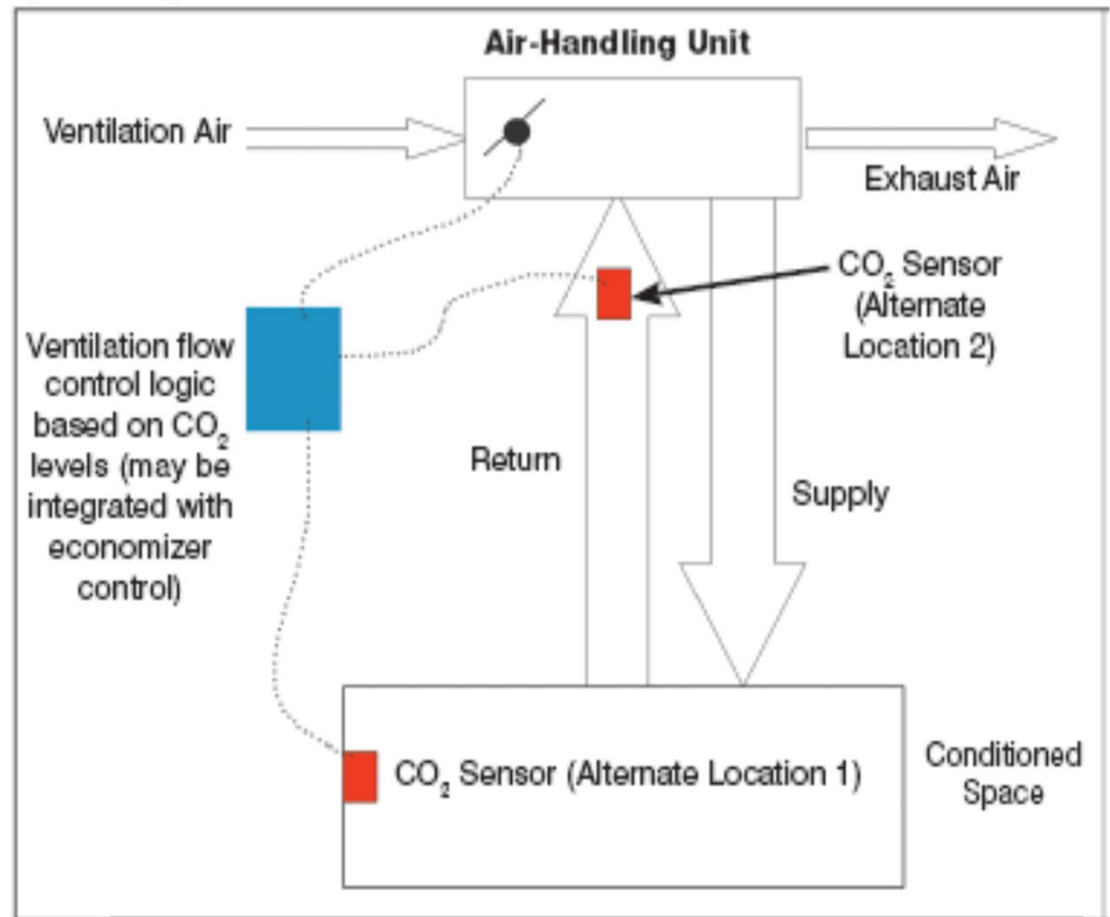 Air-Handling Unit
Ventilation Air
Exhaust Air
CO₂ Sensor
(Alternate
Location 2)
Ventilation flow
control logic
based on CO₂
levels (may be
integrated with
economizer
control)
Return
Supply
CO₂ Sensor (Alternate Location 1)
Conditioned
Space